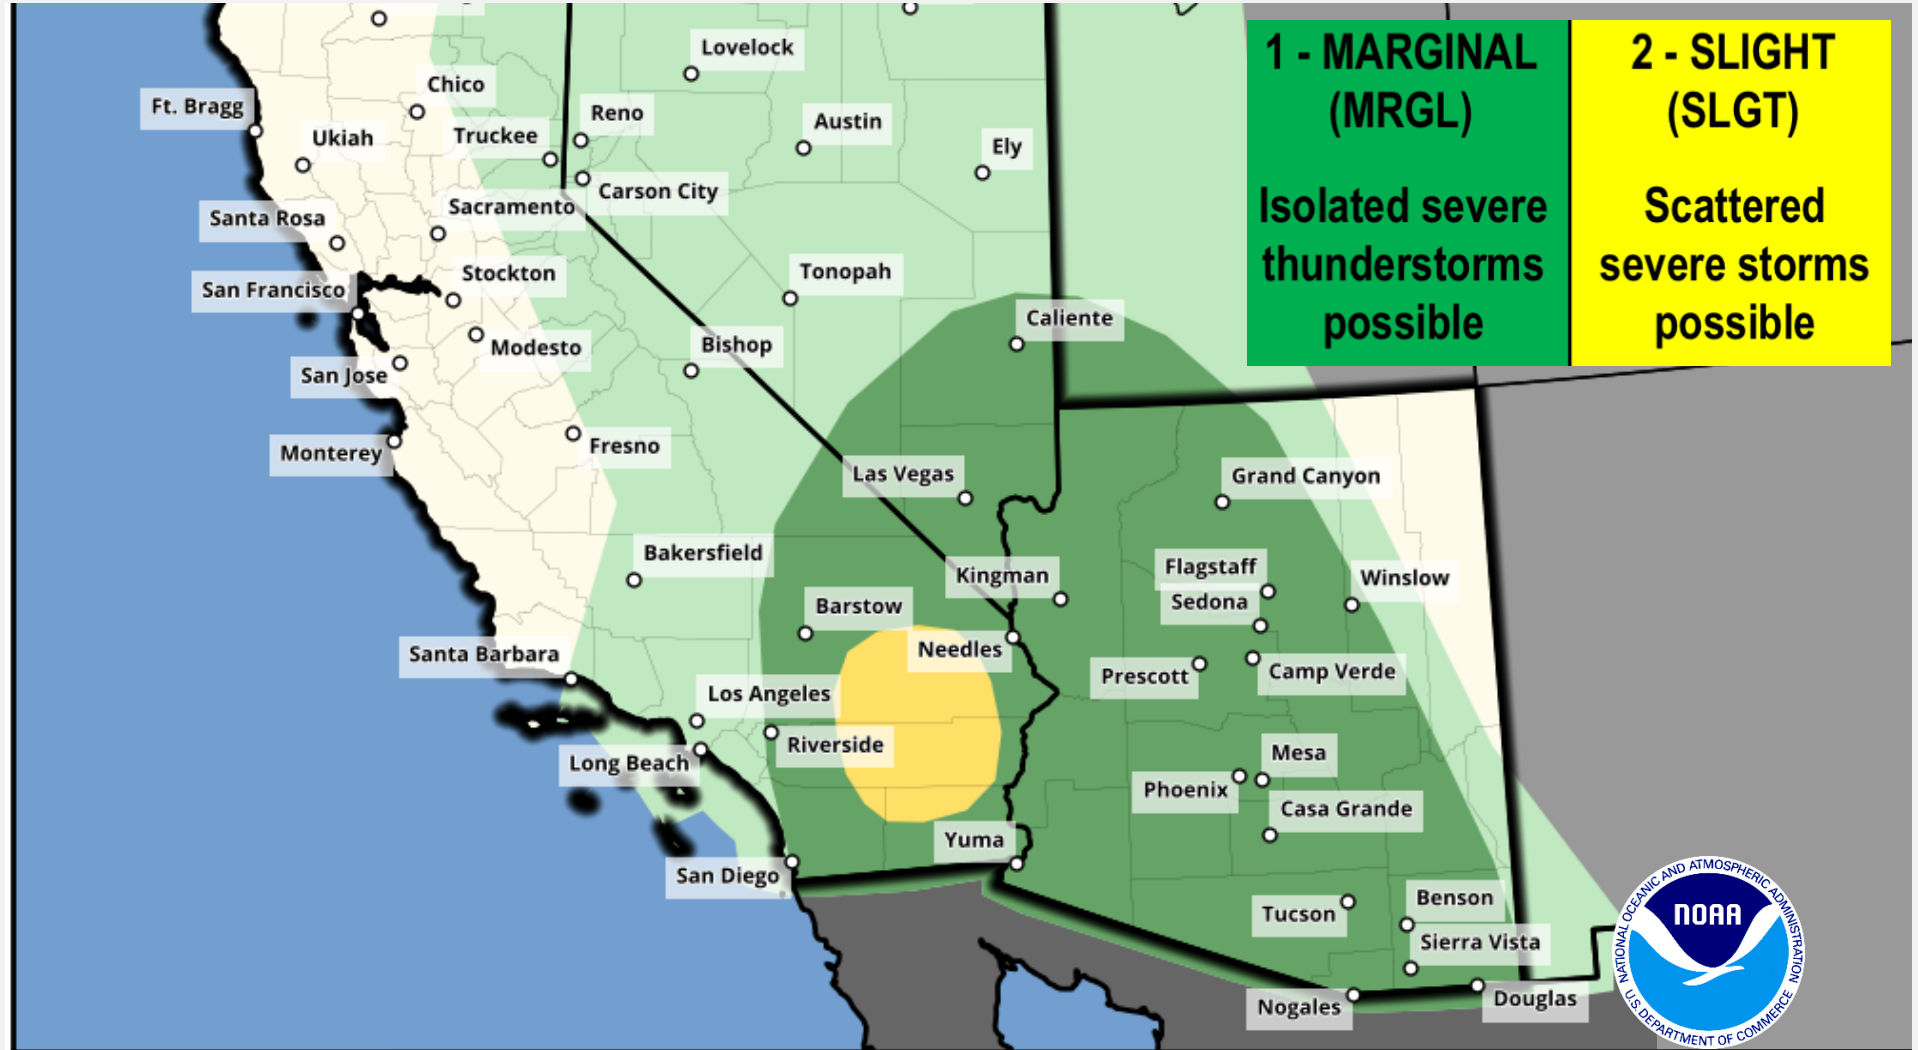 1 - MARGINAL
(MRGL)
Isolated severe
thunderstorms
possible
2 - SLIGHT
(SLGT)
Scattered
severe storms
possible
Lovelock
Chico
Ft. Bragg
Reno
Ukiah
Truckee
Austin
Ely
Carson City
Santa Rosa
Sacramento
Stockton
Tonopah
San Francisco
Caliente
Modesto
Bishop
San Jose
Fresno
Monterey
Las Vegas
Grand Canyon
Bakersfield
Kingman
Flagstaff
Winslow
Sedona
Barstow
Santa Barbara
Needles
Prescott
Camp Verde
Los Angeles
Riverside
Long Beach
Mesa
Phoenix
Casa Grande
Yuma
San Diego
Tucson
Benson
Sierra Vista
Nogales
Douglas
NATIONAL OCEANIC AND ATMOSPHERIC ADMINISTRATION
NOAA
U.S. DEPARTMENT OF COMMERCE